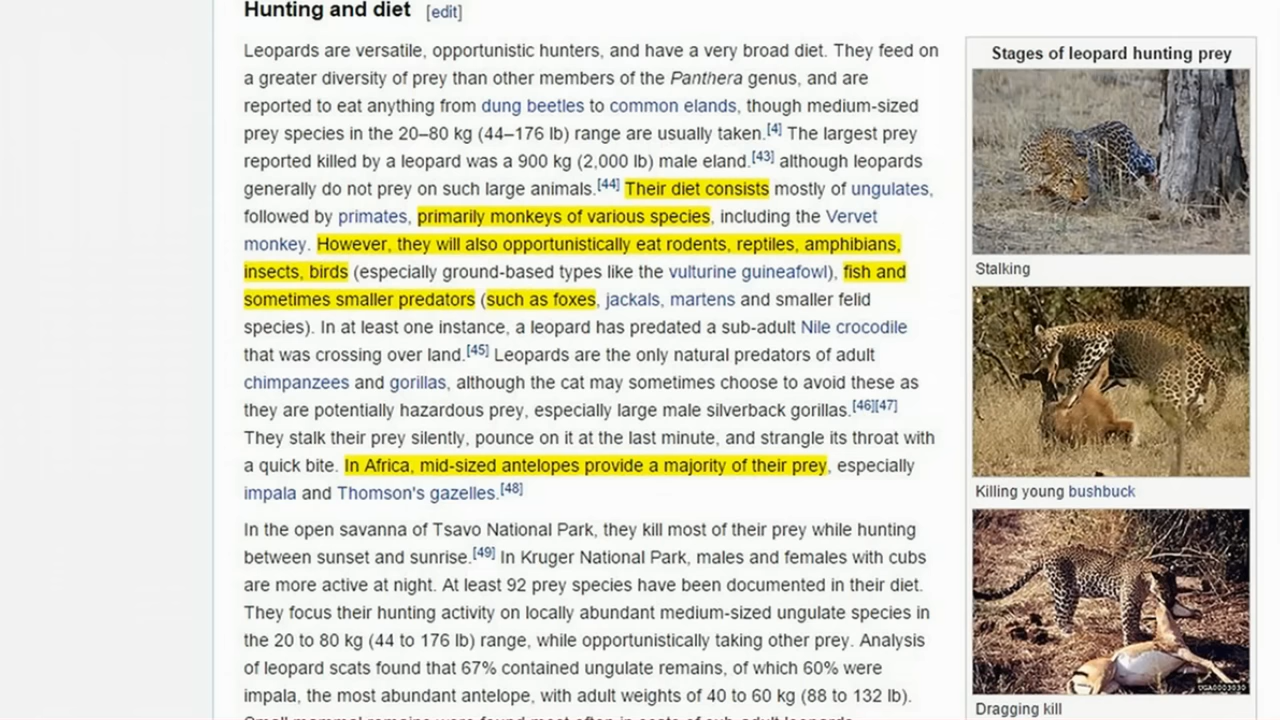 Hunting and diet [edit]
Leopards are versatile, opportunistic hunters, and have a very broad diet. They feed on
a greater diversity of prey than other members of the Panthera genus, and are
reported to eat anything from dung beetles to common elands, though medium-sized
prey species in the 20–80 kg (44–176 lb) range are usually taken.[4] The largest prey
reported killed by a leopard was a 900 kg (2,000 lb) male eland.[43] although leopards
generally do not prey on such large animals.[44] Their diet consists mostly of ungulates,
followed by primates, primarily monkeys of various species, including the Vervet
monkey. However, they will also opportunistically eat rodents, reptiles, amphibians,
insects, birds (especially ground-based types like the vulturine guineafowl), fish and
sometimes smaller predators (such as foxes, jackals, martens and smaller felid
species). In at least one instance, a leopard has predated a sub-adult Nile crocodile
that was crossing over land.[45] Leopards are the only natural predators of adult
chimpanzees and gorillas, although the cat may sometimes choose to avoid these as
they are potentially hazardous prey, especially large male silverback gorillas.[46][47]
They stalk their prey silently, pounce on it at the last minute, and strangle its throat with
a quick bite. In Africa, mid-sized antelopes provide a majority of their prey, especially
impala and Thomson's gazelles.[48]
In the open savanna of Tsavo National Park, they kill most of their prey while hunting
between sunset and sunrise.[49] In Kruger National Park, males and females with cubs
are more active at night. At least 92 prey species have been documented in their diet.
They focus their hunting activity on locally abundant medium-sized ungulate species in
the 20 to 80 kg (44 to 176 lb) range, while opportunistically taking other prey. Analysis
of leopard scats found that 67% contained ungulate remains, of which 60% were
impala, the most abundant antelope, with adult weights of 40 to 60 kg (88 to 132 lb).
Small mammal remains were found most often in scats of sub-adult leopards,
Stages of leopard hunting prey
Stalking
Killing young bushbuck
UGA0003030
Dragging kill